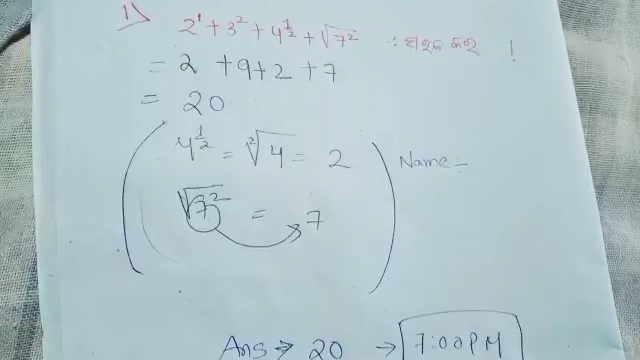 1) 2¹ + 3² + 4^½ + √7² ∴ ସରଳ କର !
= 2 + 9 + 2 + 7
= 20
4^½ = ²√4 = 2 Name:-
√7² = 7
Ans → 20 → 7:00PM